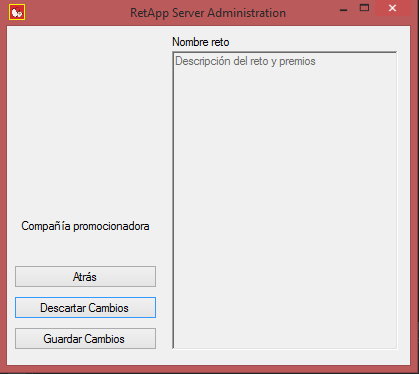 RetApp Server Administration
Nombre reto
Descripción del reto y premios
Compañía promocionadora
Atrás
Descartar Cambios
Guardar Cambios